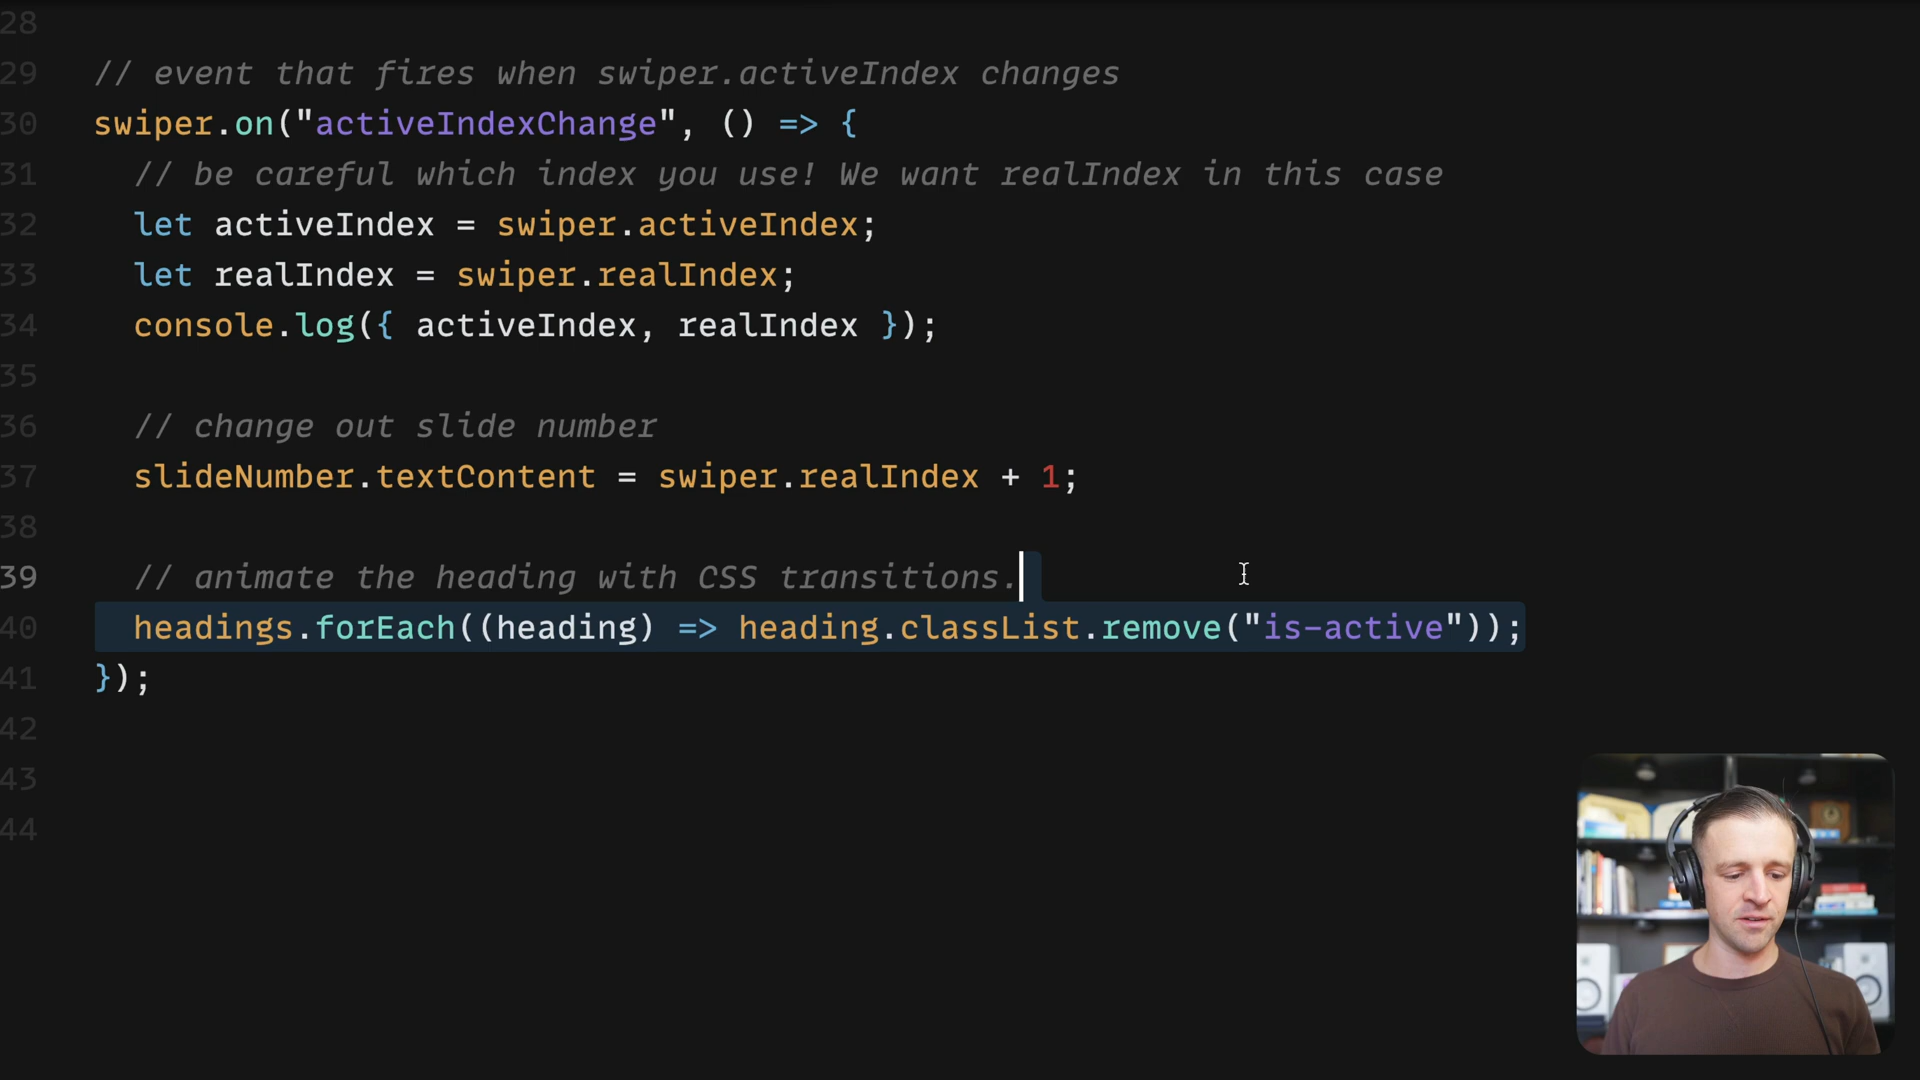 28
29 // event that fires when swiper.activeIndex changes
30 swiper.on("activeIndexChange", () => {
31 // be careful which index you use! We want realIndex in this case
32 let activeIndex = swiper.activeIndex;
33 let realIndex = swiper.realIndex;
34 console.log({ activeIndex, realIndex });
35
36 // change out slide number
37 slideNumber.textContent = swiper.realIndex + 1;
38
39 // animate the heading with CSS transitions.
40 headings.forEach((heading) => heading.classList.remove("is-active"));
41 });
42
43
44